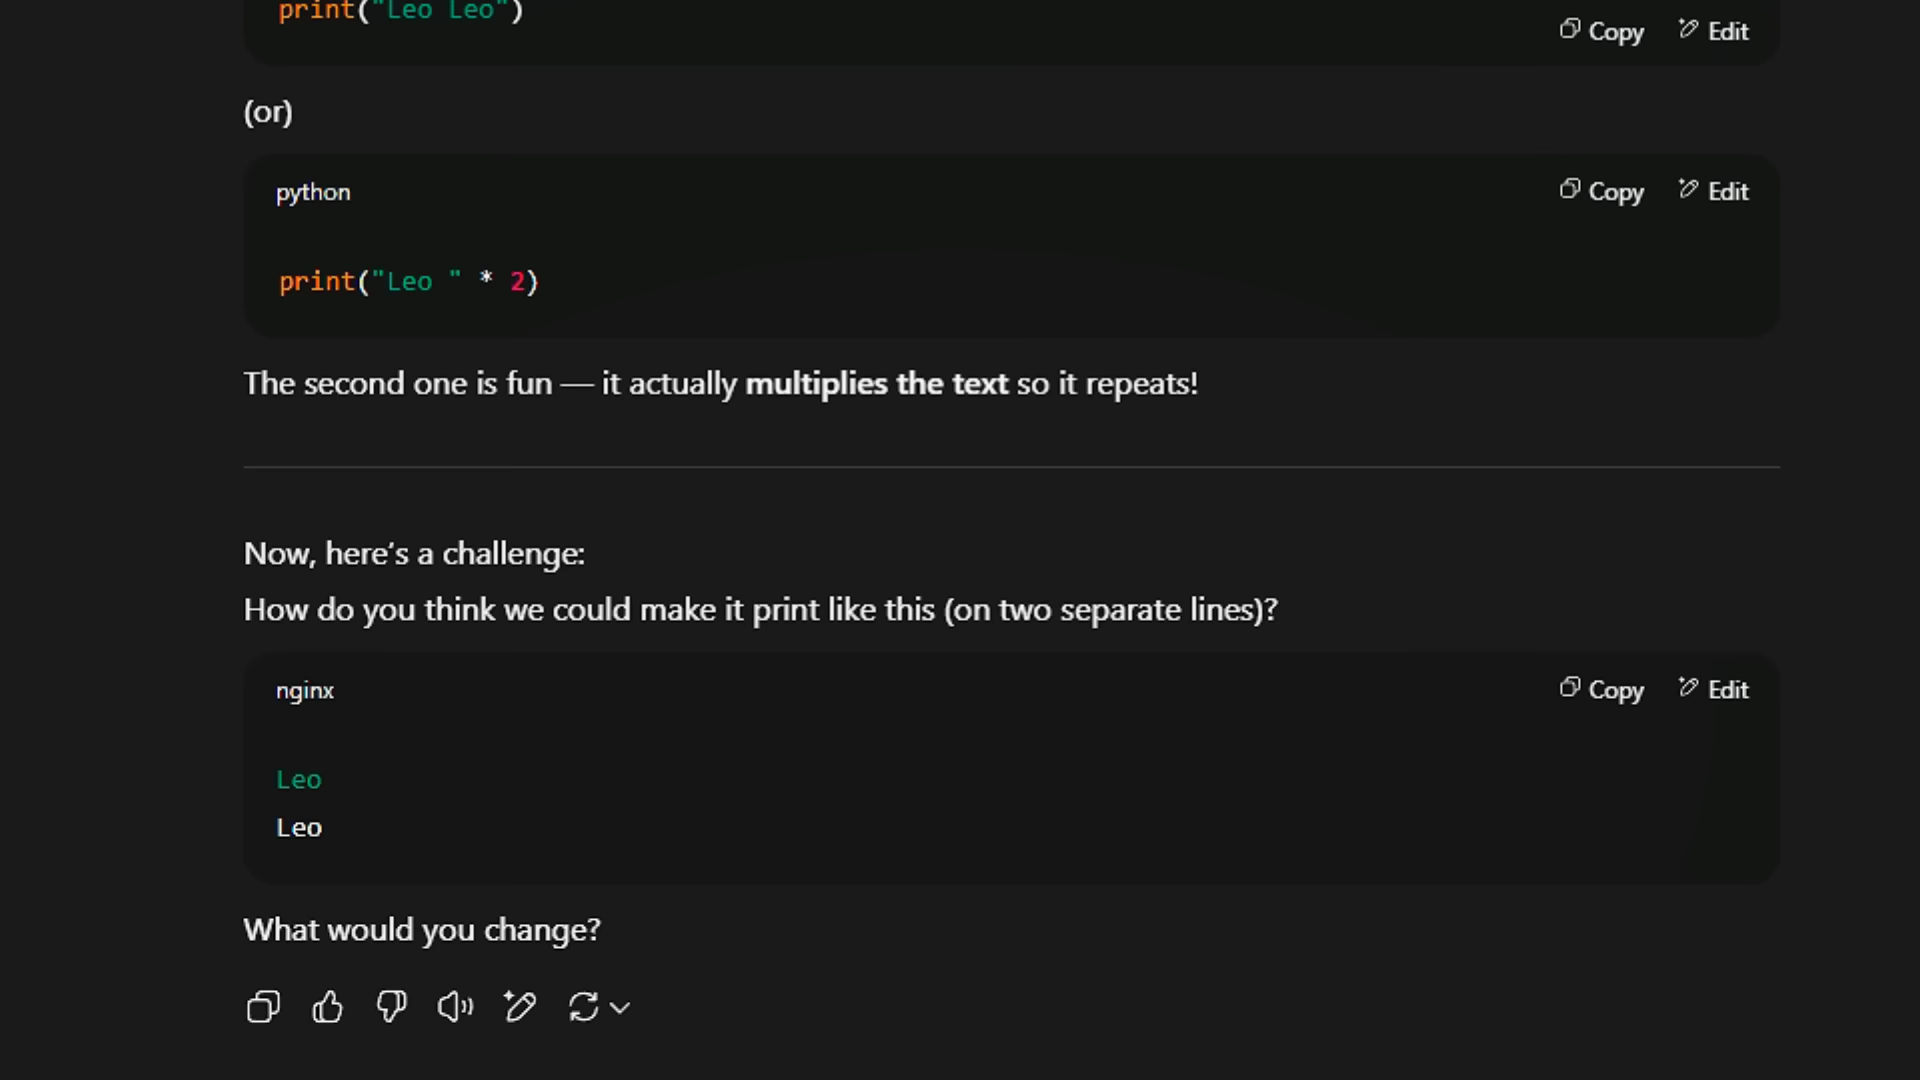 print("Leo Leo")
Copy Edit
(or)
python
Copy Edit
print("Leo " * 2)
The second one is fun — it actually multiplies the text so it repeats!
Now, here's a challenge:
How do you think we could make it print like this (on two separate lines)?
nginx
Copy Edit
Leo
Leo
What would you change?